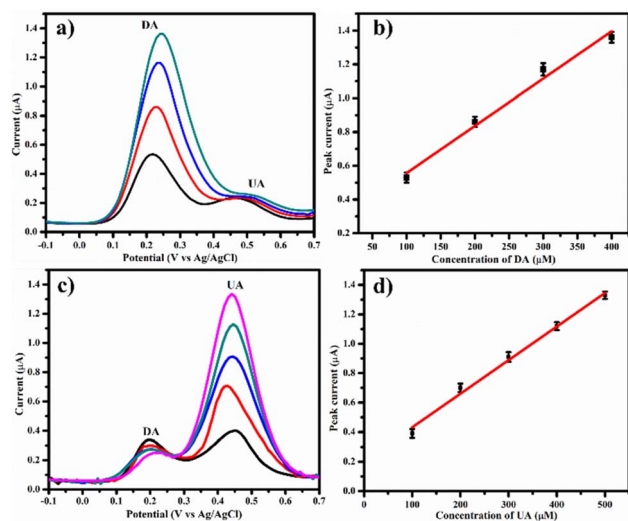 a)
DA
UA
Current (µA)
1.4
1.2
1.0
0.8
0.6
0.4
0.2
0.0
-0.1 0.0 0.1 0.2 0.3 0.4 0.5 0.6 0.7
Potential (V vs Ag/AgCl)
b)
Peak current (µA)
1.4
1.2
1.0
0.8
0.6
0.4
0.2
50 100 150 200 250 300 350 400
Concentration of DA (µM)
c)
UA
DA
Current (µA)
1.4
1.2
1.0
0.8
0.6
0.4
0.2
0.0
-0.1 0.0 0.1 0.2 0.3 0.4 0.5 0.6 0.7
Potential (V vs Ag/AgCl)
d)
Peak current (µA)
1.4
1.2
1.0
0.8
0.6
0.4
0.2
0.0
100 200 300 400 500
Concentration of UA (µM)